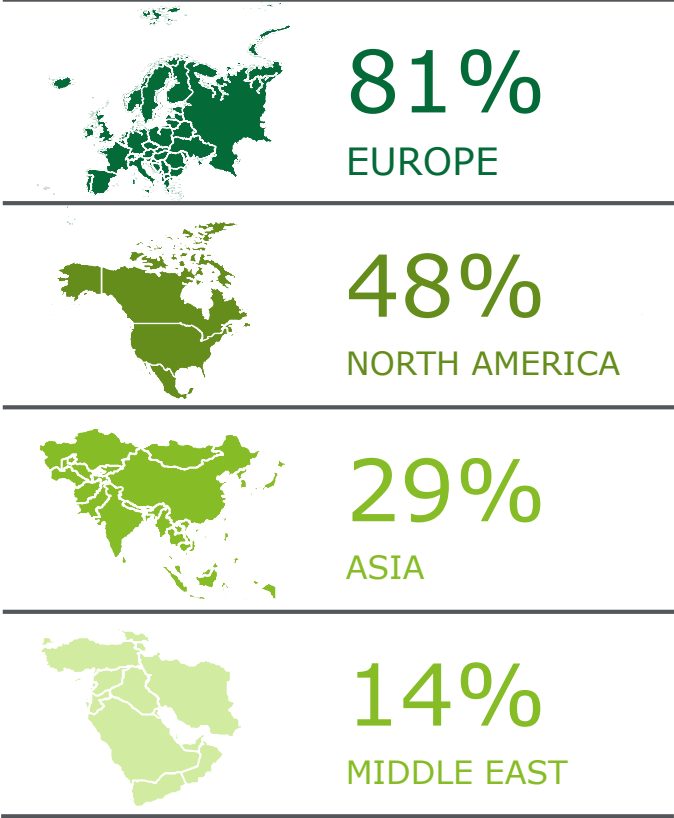 81%
EUROPE
48%
NORTH AMERICA
29%
ASIA
14%
MIDDLE EAST